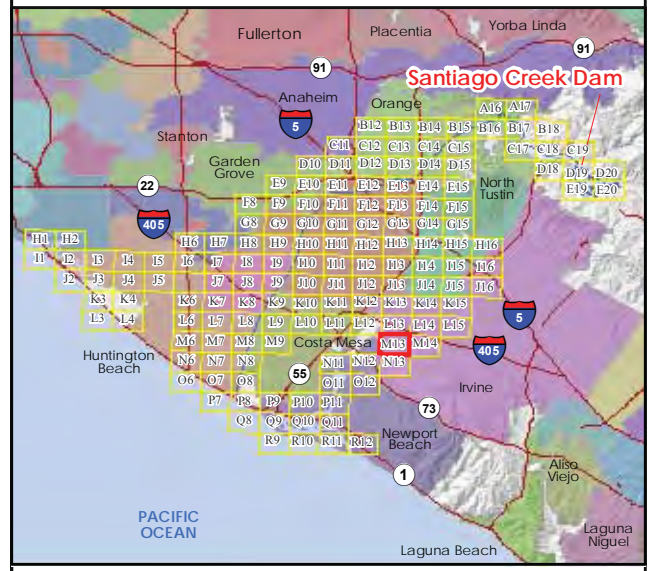 Fullerton
Placentia
Yorba Linda
91
91
Santiago Creek Dam
Anaheim
Orange
5
A16 A17
B12 B13 B14 B15 B16 B17 B18
Stanton
C11 C12 C13 C14 C15 C17 C18 C19
Garden
Grove
D10 D11 D12 D13 D14 D15 D18 D19 D20
22
E9 E10 E11 E12 E13 E14 E15 E19 E20
North
Tustin
F8 F9 F10 F11 F12 F13 F14 F15
405
G8 G9 G10 G11 G12 G13 G14 G15
H1 H2 H6 H7 H8 H9 H10 H11 H12 H13 H14 H15 H16
I1 I2 I3 I4 I5 I6 I7 I8 I9 I10 I11 I12 I13 I14 I15 I16
J2 J3 J4 J5 J7 J8 J9 J10 J11 J12 J13 J14 J15 J16
K3 K4 K6 K7 K8 K9 K10 K11 K12 K13 K14 K15
5
L3 L4 L6 L7 L8 L9 L10 L11 L12 L13 L14 L15
M6 M7 M8 M9 Costa Mesa M13 M14
405
Huntington
Beach
N6 N7 N8 N11 N12 N13
55
O6 O7 O8 O11 O12
Irvine
P7 P8 P9 P10 P11
73
Q8 Q9 Q10 Q11
R9 R10 R11 R12
Newport
Beach
1
Aliso
Viejo
PACIFIC
OCEAN
Laguna
Niguel
Laguna Beach